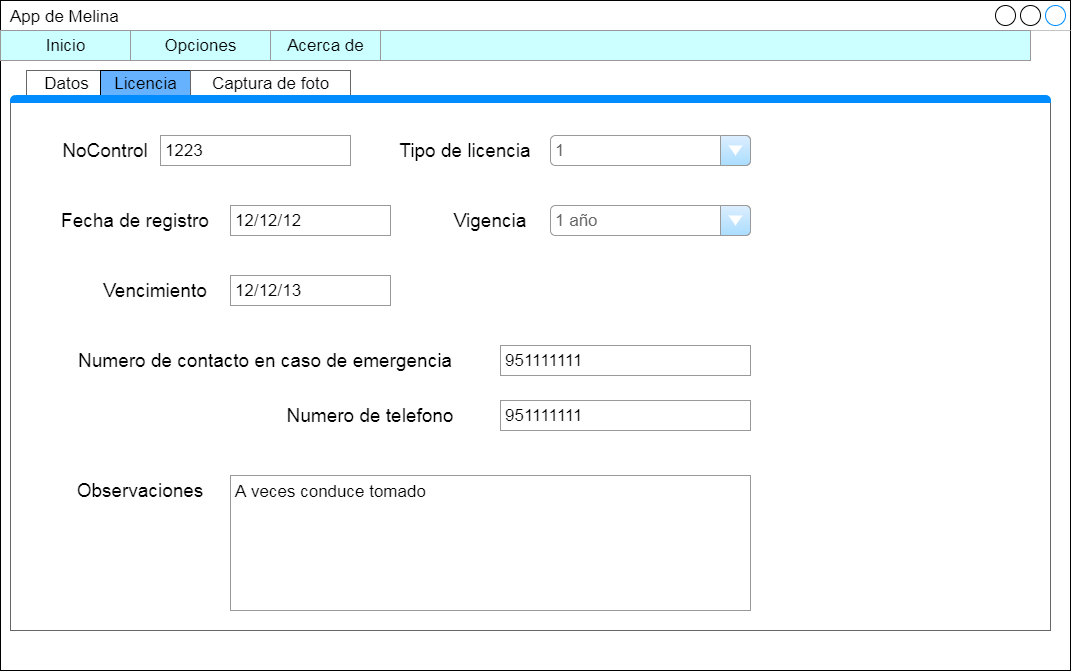 App de Melina
Inicio Opciones Acerca de
Datos Licencia Captura de foto
NoControl 1223 Tipo de licencia 1
Fecha de registro 12/12/12 Vigencia 1 año
Vencimiento 12/12/13
Numero de contacto en caso de emergencia 951111111
Numero de telefono 951111111
Observaciones A veces conduce tomado